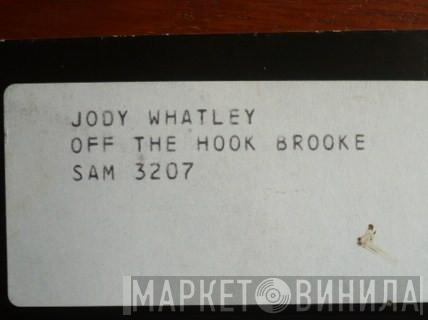 JODY WHATLEY
OFF THE HOOK BROOKE
SAM 3207
МАРКЕТ ВИНИЛА